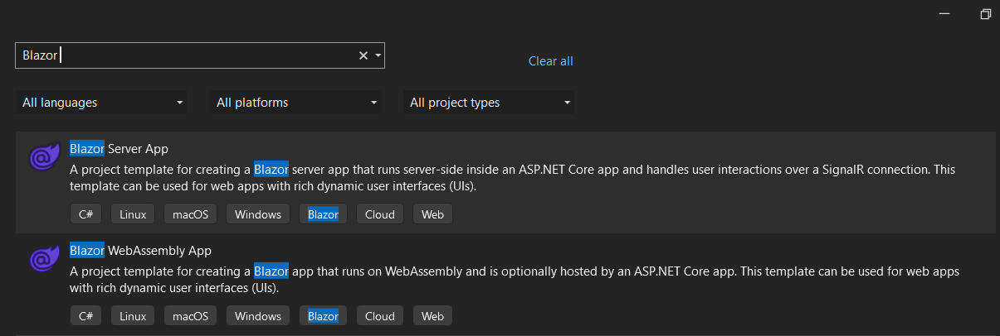 Blazor
Clear all
All languages
All platforms
All project types
Blazor Server App
A project template for creating a Blazor server app that runs server-side inside an ASP.NET Core app and handles user interactions over a SignalR connection. This
template can be used for web apps with rich dynamic user interfaces (UIs).
C# Linux macOS Windows Blazor Cloud Web
Blazor WebAssembly App
A project template for creating a Blazor app that runs on WebAssembly and is optionally hosted by an ASP.NET Core app. This template can be used for web apps
with rich dynamic user interfaces (UIs).
C# Linux macOS Windows Blazor Cloud Web